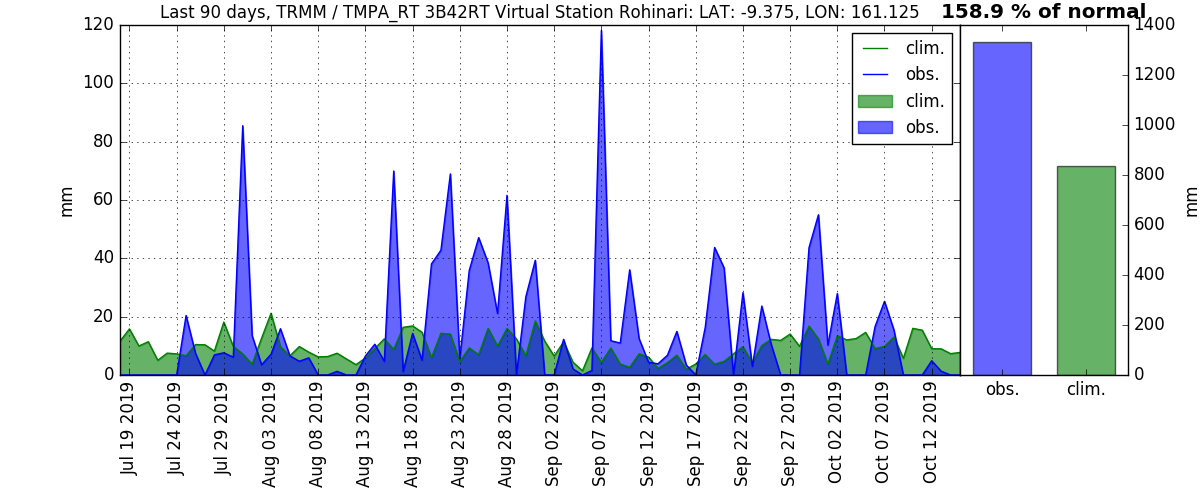 Last 90 days, TRMM / TMPA_RT 3B42RT Virtual Station Rohinari: LAT: -9.375, LON: 161.125
158.9 % of normal
120
100
80
60
40
20
0
mm
clim.
obs.
clim.
obs.
1400
1200
1000
800
600
400
200
0
mm
Jul 19 2019
Jul 24 2019
Jul 29 2019
Aug 03 2019
Aug 08 2019
Aug 13 2019
Aug 18 2019
Aug 23 2019
Aug 28 2019
Sep 02 2019
Sep 07 2019
Sep 12 2019
Sep 17 2019
Sep 22 2019
Sep 27 2019
Oct 02 2019
Oct 07 2019
Oct 12 2019
obs.
clim.